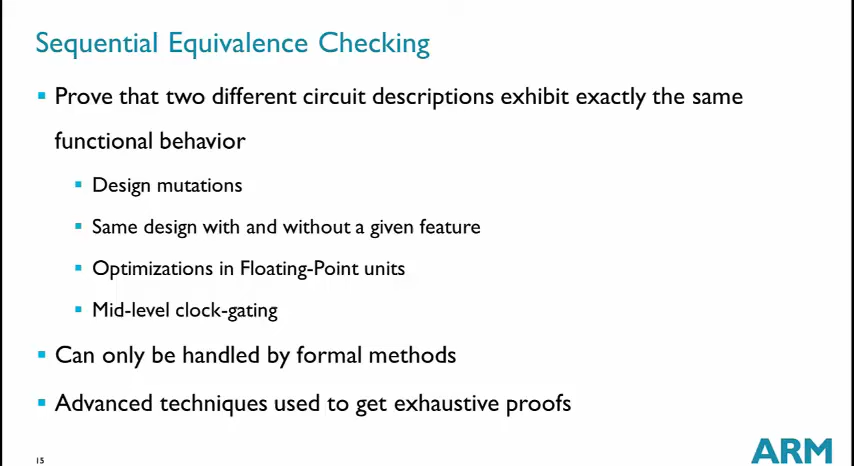 Sequential Equivalence Checking
▪ Prove that two different circuit descriptions exhibit exactly the same
functional behavior
▪ Design mutations
▪ Same design with and without a given feature
▪ Optimizations in Floating-Point units
▪ Mid-level clock-gating
▪ Can only be handled by formal methods
▪ Advanced techniques used to get exhaustive proofs
15
ARM